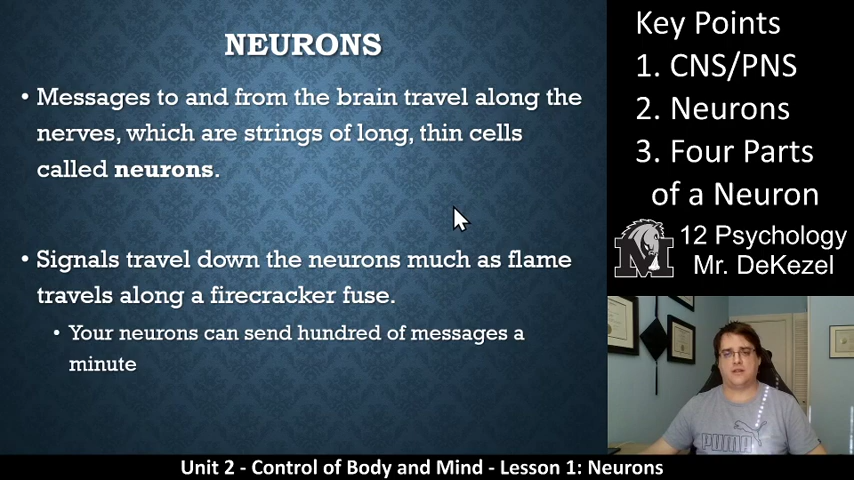 NEURONS
• Messages to and from the brain travel along the
nerves, which are strings of long, thin cells
called neurons.
• Signals travel down the neurons much as flame
travels along a firecracker fuse.
• Your neurons can send hundred of messages a
minute
Key Points
1. CNS/PNS
2. Neurons
3. Four Parts
of a Neuron
M
12 Psychology
Mr. DeKezel
PUMA
Unit 2 - Control of Body and Mind - Lesson 1: Neurons